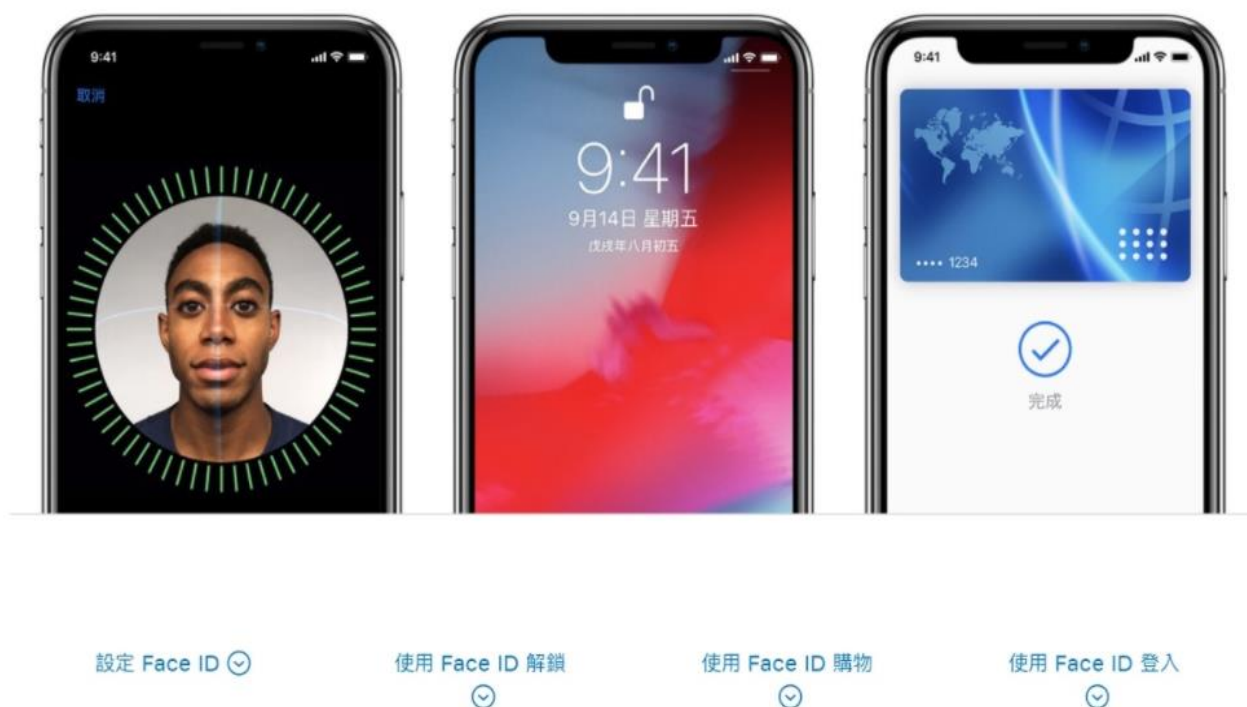 9:41
取消
9:41
9月14日 星期五
戊戌年八月初五
9:41
•••• 1234
完成
設定 Face ID
使用 Face ID 解鎖
使用 Face ID 購物
使用 Face ID 登入